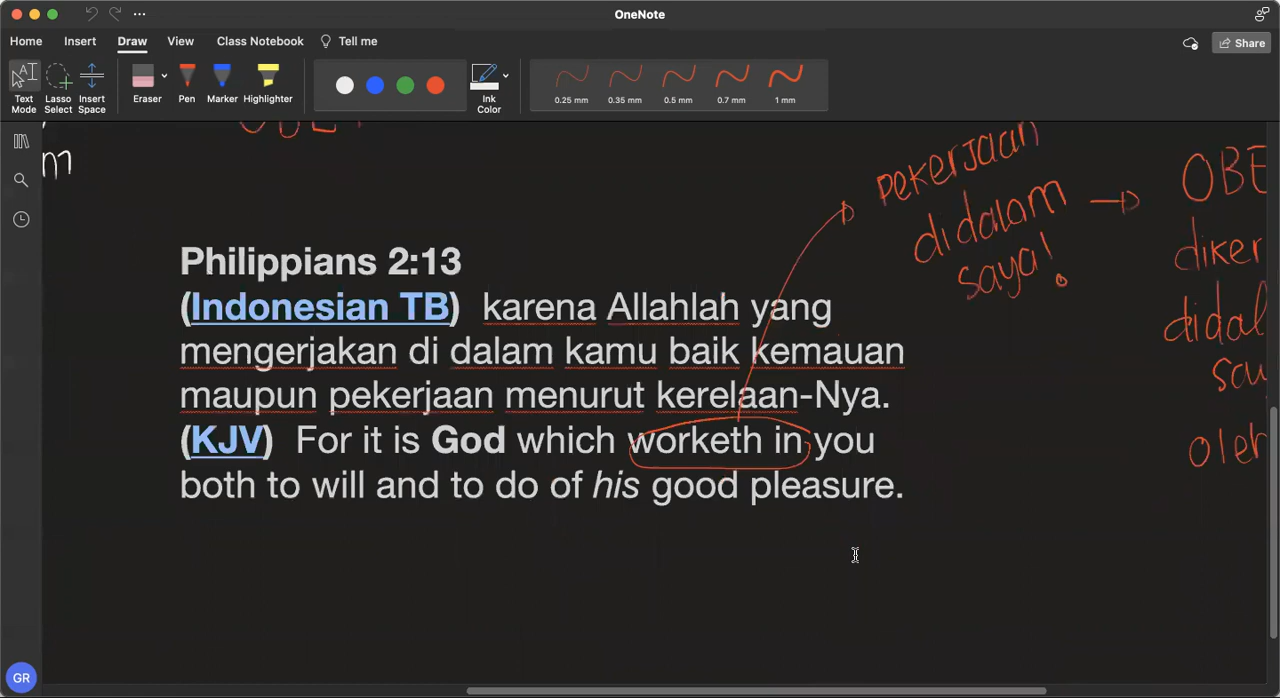 OneNote
Home Insert Draw View Class Notebook Tell me
Share
Text Mode
Lasso Select
Insert Space
Eraser
Pen
Marker
Highlighter
Ink Color
0.25 mm
0.35 mm
0.5 mm
0.7 mm
1 mm
m
Philippians 2:13
(Indonesian TB) karena Allahlah yang
mengerjakan di dalam kamu baik kemauan
maupun pekerjaan menurut kerelaan-Nya.
(KJV) For it is God which worketh in you
both to will and to do of his good pleasure.
pekerjaan
didalam
saya!
OBE
diker
didal
oleh
GR